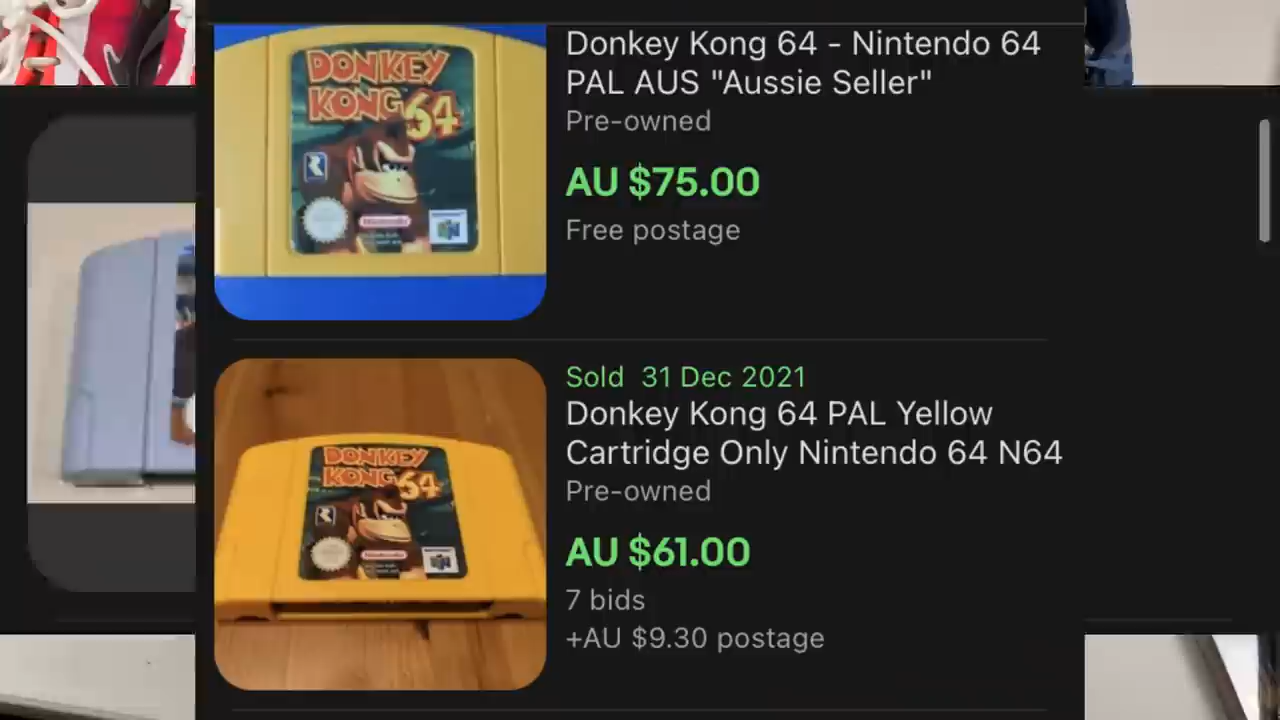 Donkey Kong 64 - Nintendo 64
PAL AUS "Aussie Seller"
Pre-owned
AU $75.00
Free postage
DONKEY
KONG 64
Nintendo
Sold 31 Dec 2021
Donkey Kong 64 PAL Yellow
Cartridge Only Nintendo 64 N64
Pre-owned
AU $61.00
7 bids
+AU $9.30 postage
DONKEY
KONG 64
Nintendo